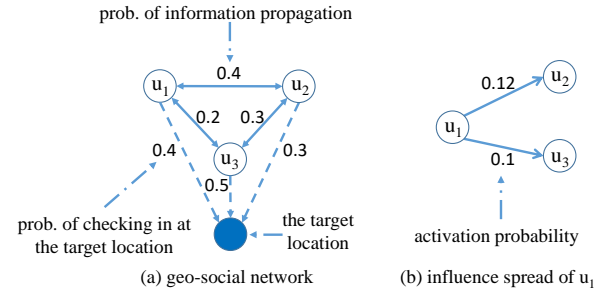 prob. of information propagation
0.4
u1
u2
0.2
0.3
u3
0.4
0.5
0.3
prob. of checking in at
the target location
the target
location
(a) geo-social network
0.12
u2
u1
0.1
u3
activation probability
(b) influence spread of u1